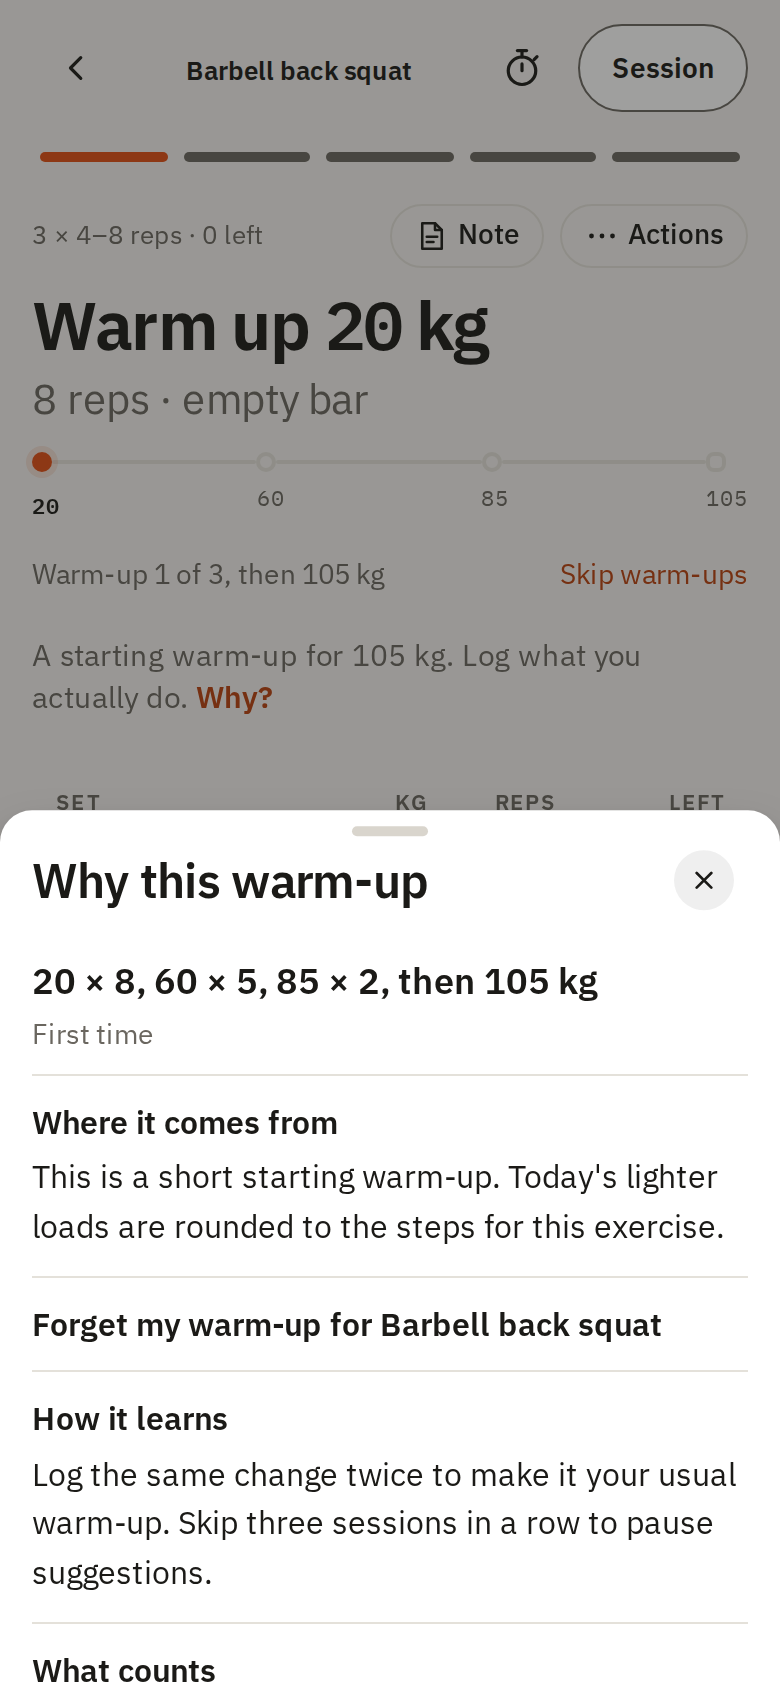 Barbell back squat
Session
3 × 4–8 reps · 0 left
Note
Actions
Warm up 20 kg
8 reps · empty bar
20
60
85
105
Warm-up 1 of 3, then 105 kg
Skip warm-ups
A starting warm-up for 105 kg. Log what you
actually do. Why?
SET
KG
REPS
LEFT
Why this warm-up
20 × 8, 60 × 5, 85 × 2, then 105 kg
First time
Where it comes from
This is a short starting warm-up. Today's lighter
loads are rounded to the steps for this exercise.
Forget my warm-up for Barbell back squat
How it learns
Log the same change twice to make it your usual
warm-up. Skip three sessions in a row to pause
suggestions.
What counts